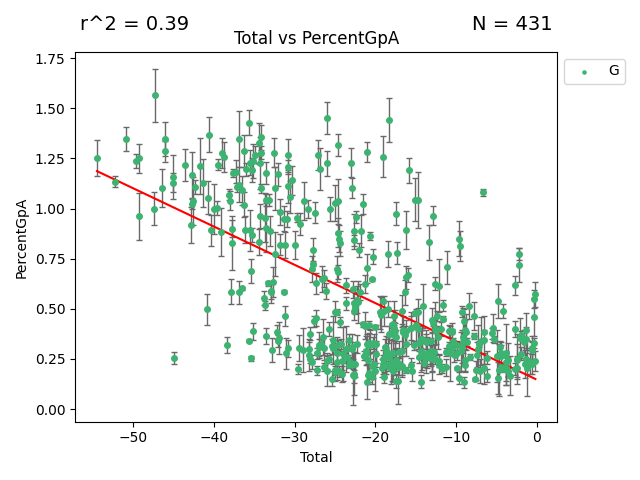 r^2 = 0.39
N = 431
Total vs PercentGpA
1.75
1.50
1.25
1.00
0.75
0.50
0.25
0.00
PercentGpA
−50
−40
−30
−20
−10
0
Total
G